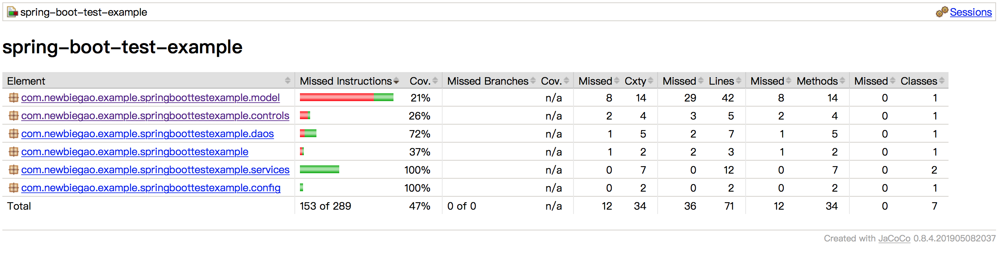 spring-boot-test-example Sessions
spring-boot-test-example
Element Missed Instructions Cov. Missed Branches Cov. Missed Cxty Missed Lines Missed Methods Missed Classes
com.newbiegao.example.springboottestexample.model 21% n/a 8 14 29 42 8 14 0 1
com.newbiegao.example.springboottestexample.controls 26% n/a 2 4 3 5 2 4 0 1
com.newbiegao.example.springboottestexample.daos 72% n/a 1 5 2 7 1 5 0 1
com.newbiegao.example.springboottestexample 37% n/a 1 2 2 3 1 2 0 1
com.newbiegao.example.springboottestexample.services 100% n/a 0 7 0 12 0 7 0 2
com.newbiegao.example.springboottestexample.config 100% n/a 0 2 0 2 0 2 0 1
Total 153 of 289 47% 0 of 0 n/a 12 34 36 71 12 34 0 7
Created with JaCoCo 0.8.4.201905082037